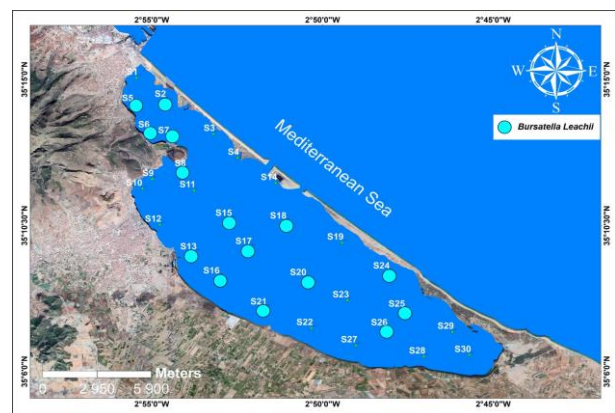 2°55'0"W
2°50'0"W
2°45'0"W
N
W
E
S
35°15'0"N
35°15'0"N
Bursatella Leachii
Mediterranean Sea
S1
S2
S5
S3
S6
S7
S4
S8
S9
S14
S10
S11
S12
S15
S18
S19
35°10'30"N
35°10'30"N
S17
S13
S16
S20
S24
S23
S21
S25
S22
S26
S29
S27
S28
S30
35°6'0"N
35°6'0"N
Meters
0
2 950
5 900
2°55'0"W
2°50'0"W
2°45'0"W